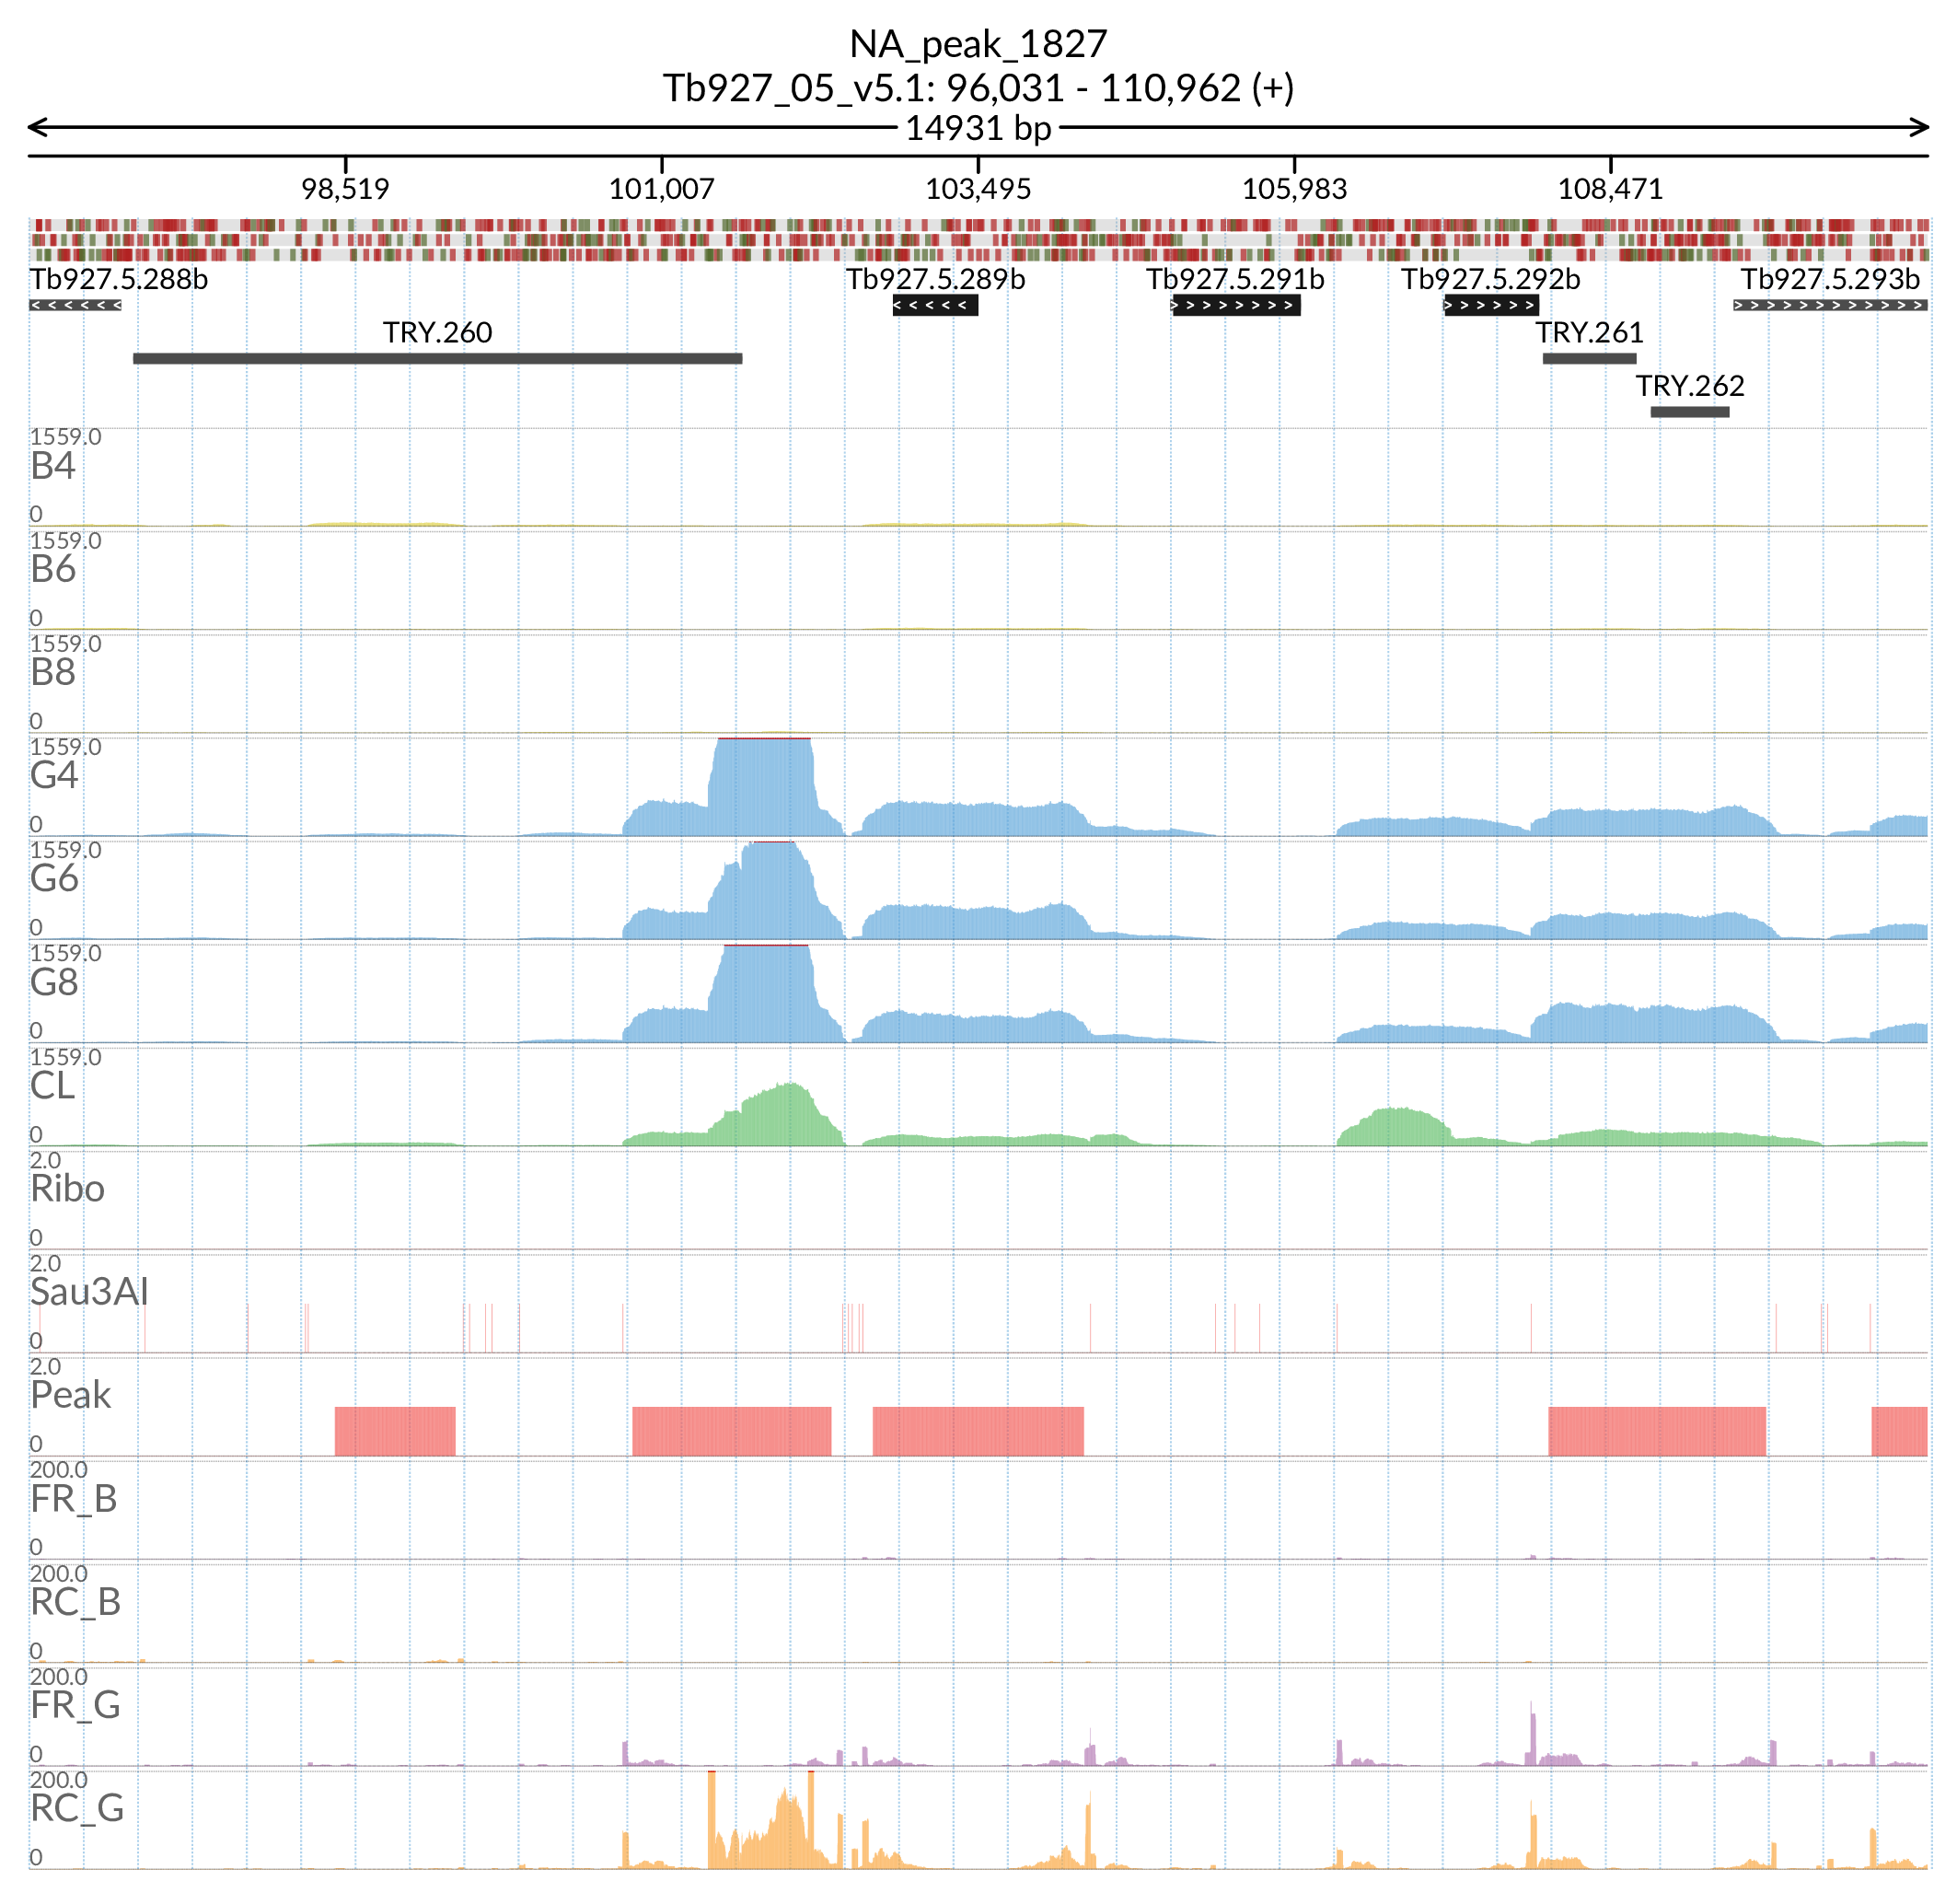 NA_peak_1827
Tb927_05_v5.1: 96,031 - 110,962 (+)
14931 bp
98,519 101,007 103,495 105,983 108,471
Tb927.5.288b Tb927.5.289b Tb927.5.291b Tb927.5.292b Tb927.5.293b
TRY.260 TRY.261
TRY.262
1559.0
B4
0
1559.0
B6
0
1559.0
B8
0
1559.0
G4
0
1559.0
G6
0
1559.0
G8
0
1559.0
CL
0
2.0
Ribo
0
2.0
Sau3AI
0
2.0
Peak
0
200.0
FR_B
0
200.0
RC_B
0
200.0
FR_G
0
200.0
RC_G
0